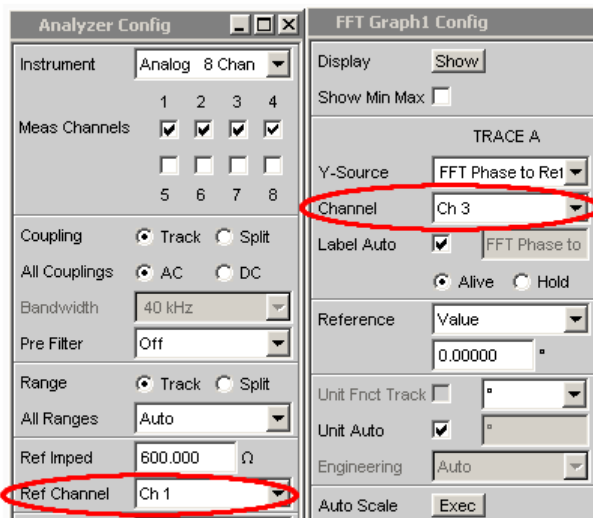 Analyzer Config
Instrument Analog 8 Chan
1 2 3 4
Meas Channels
5 6 7 8
Coupling Track Split
All Couplings AC DC
Bandwidth 40 kHz
Pre Filter Off
Range Track Split
All Ranges Auto
Ref Imped 600.000 Ω
Ref Channel Ch 1
FFT Graph1 Config
Display Show
Show Min Max
TRACE A
Y-Source FFT Phase to Ref
Channel Ch 3
Label Auto FFT Phase to
Alive Hold
Reference Value
0.00000 °
Unit Fnct Track °
Unit Auto °
Engineering Auto
Auto Scale Exec